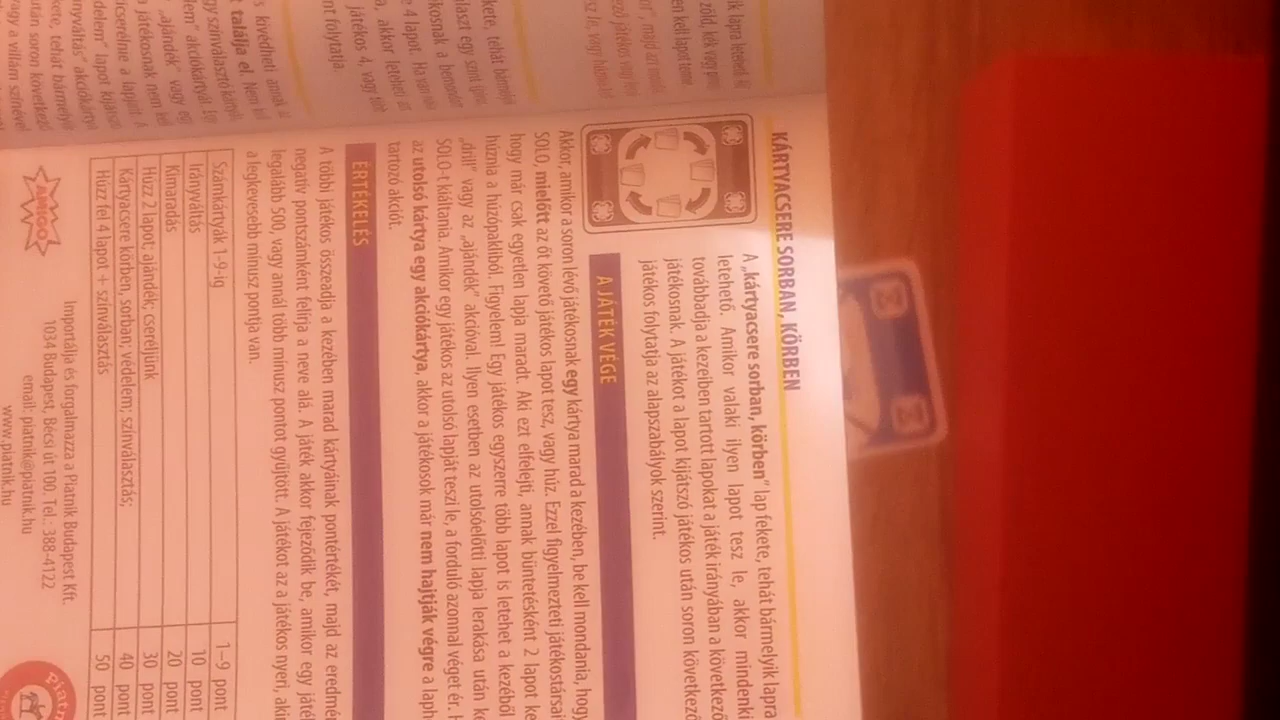 KÁRTYACSERE SORBAN, KÖRBEN
A „kártyacsere sorban, körben” lap fekete, tehát bármelyik lapra
letehető. Amikor valaki ilyen lapot tesz le, akkor mindenki
továbbadja a kezeiben tartott lapokat a játék irányában a következő
játékosnak. A játékot a lapot kijátszó játékos után soron következő
játékos folytatja az alapszabályok szerint.
A JÁTÉK VÉGE
Akkor, amikor a soron lévő játékosnak egy kártya marad a kezében, be kell mondania, hogy
SOLO, mielőtt az őt követő játékos lapot tesz, vagy húz. Ezzel figyelmezteti játékostársai
hogy már csak egyetlen lapja maradt. Aki ezt elfelejti, annak büntetésként 2 lapot ke
húznia a húzópakliból. Figyelem! Egy játékos egyszerre több lapot is letehet a kezéből
„drill” vagy az „ajándék” akcióval. Ilyen esetben az utolsóelőtti lapja lerakása után ke
SOLO-t kiáltania. Amikor egy játékos az utolsó lapját teszi le, a forduló azonnal véget ér. H
az utolsó kártya egy akciókártya, akkor a játékosok már nem hajtják végre a laph
tartozó akciót.
ÉRTÉKELÉS
A többi játékos összeadja a kezében marad kártyáinak pontértékét, majd az eredmé
negatív pontszámként felírja a neve alá. A játék akkor fejeződik be, amikor egy játé
legalább 500, vagy annál több mínusz pontot gyűjtött. A játékot az a játékos nyeri, akin
a legkevesebb mínusz pontja van.
Számkártyák 1-9-ig 1–9 pont
Irányváltás 10 pont
Kimaradás 20 pont
Húzz 2 lapot; ajándék; cseréljünk 30 pont
Kártyacsere körben, sorban; védelem; színválasztás; 40 pont
Húzz fel 4 lapot + színválasztás 50 pont
AMIGO
Importálja és forgalmazza a Piatnik Budapest Kft.
1034 Budapest, Bécsi út 100. Tel.: 388-4122
email: piatnik@piatnik.hu
www.piatnik.hu